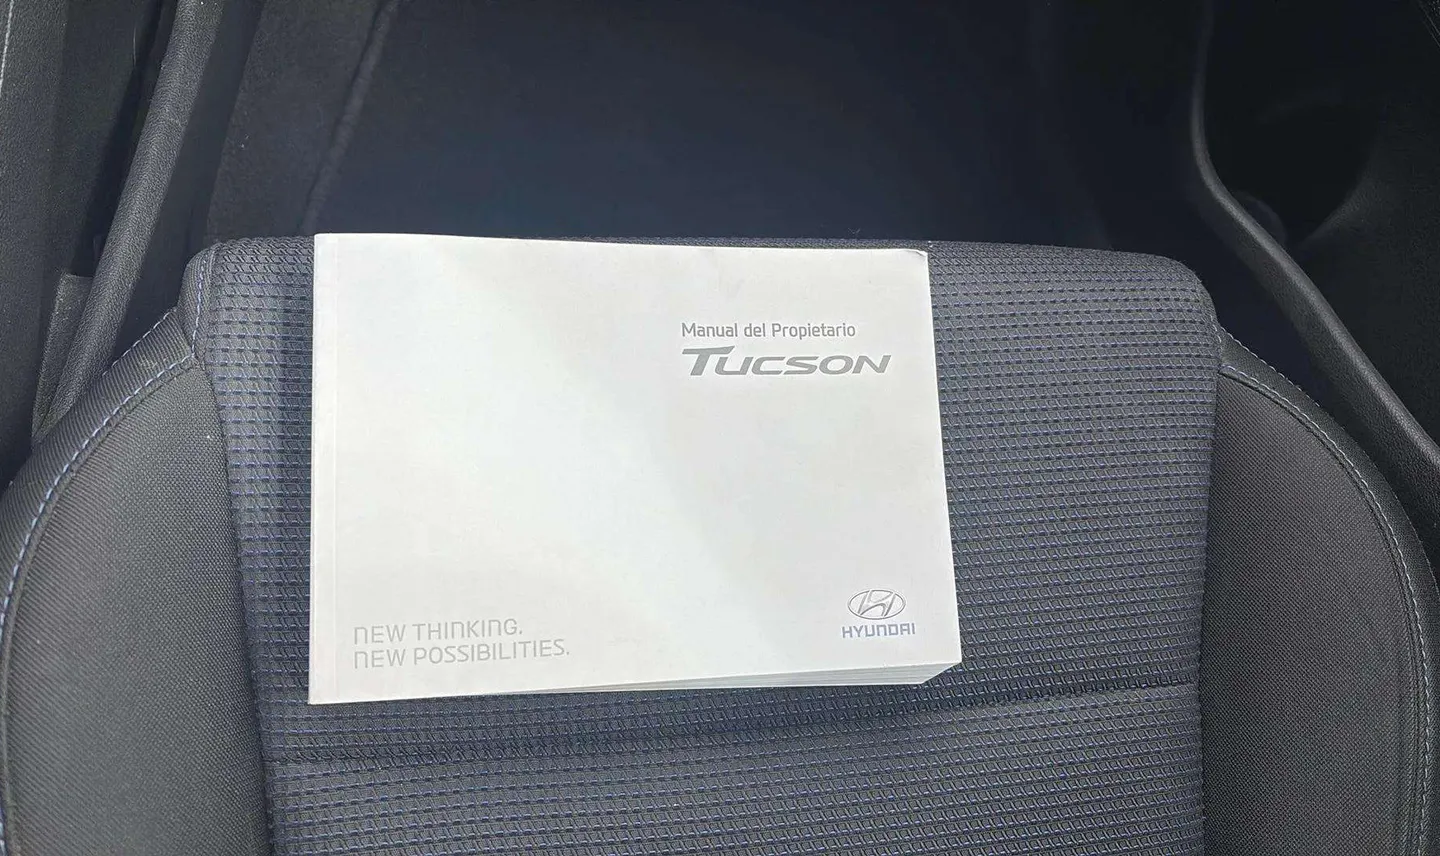 Manual del Propietario
TUCSON
NEW THINKING.
NEW POSSIBILITIES.
HYUNDAI